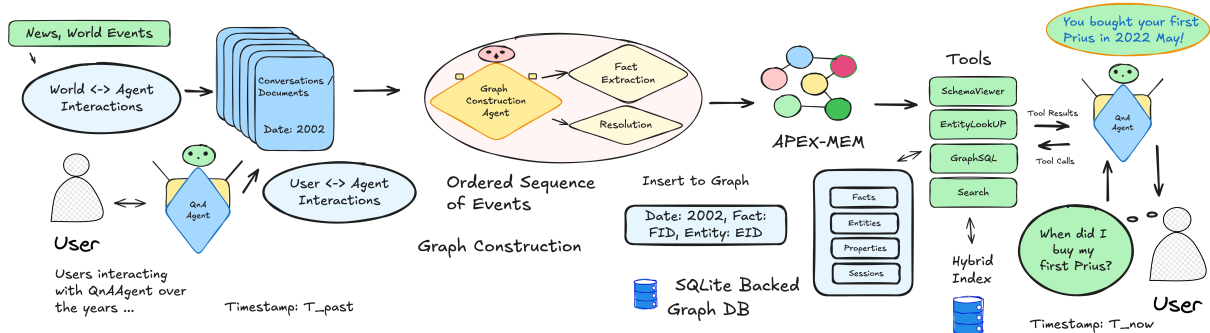 News, World Events
World <-> Agent
Interactions
Conversations /
Documents
Date: 2002
User
QnA
Agent
User <-> Agent
Interactions
Users interacting
with QnAAgent over
the years ...
Timestamp: T_past
Graph
Construction
Agent
Fact
Extraction
Resolution
Ordered Sequence
of Events
Graph Construction
APEX-MEM
Insert to Graph
Date: 2002, Fact:
FID, Entity: EID
SQLite Backed
Graph DB
Facts
Entities
Properties
Sessions
Tools
SchemaViewer
EntityLookUP
GraphSQL
Search
Hybrid
Index
Tool Results
Tool Calls
You bought your first
Prius in 2022 May!
QnA
Agent
When did I
buy my
first Prius?
User
Timestamp: T_now